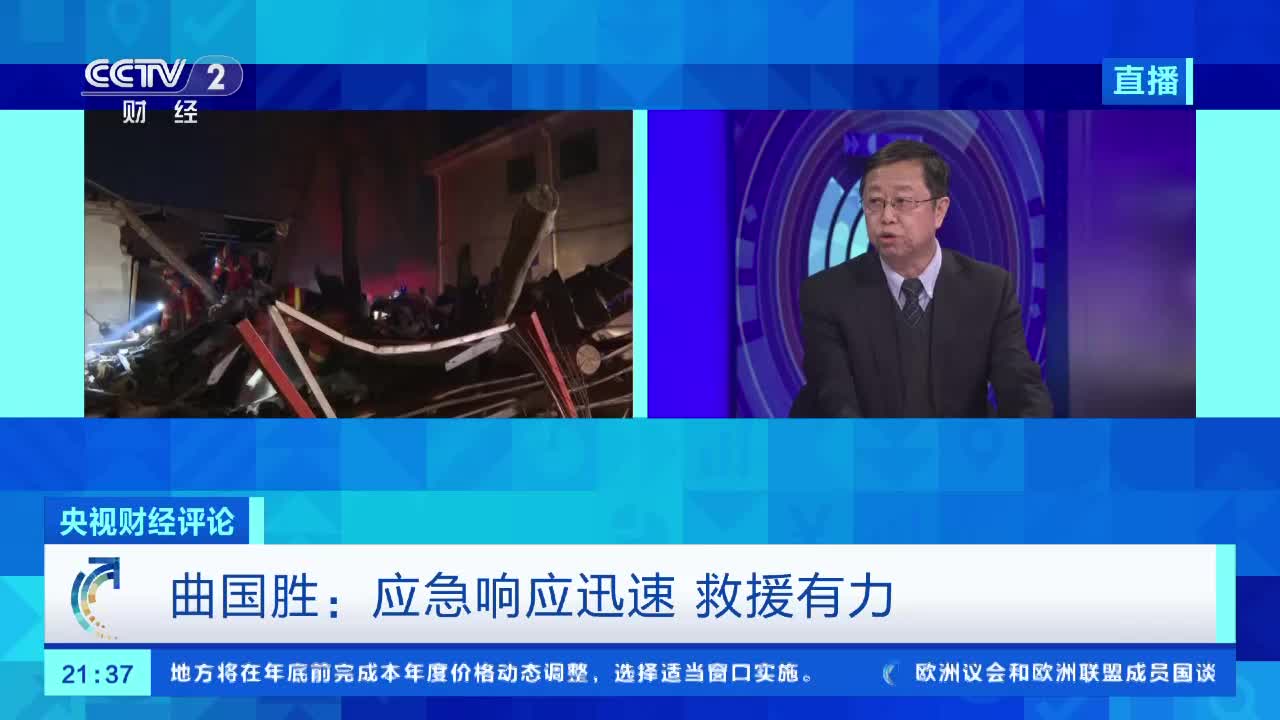 CCTV 2
财 经
直播
央视财经评论
曲国胜：应急响应迅速 救援有力
21:37
地方将在年底前完成本年度价格动态调整，选择适当窗口实施。
欧洲议会和欧洲联盟成员国谈